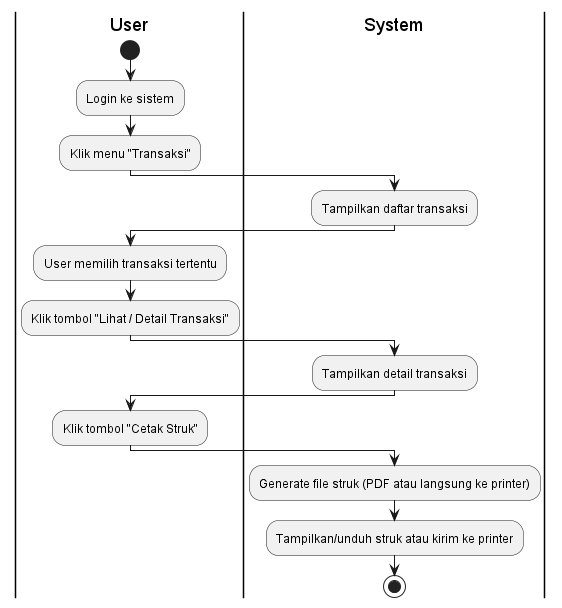 User
System
Login ke sistem
Klik menu "Transaksi"
Tampilkan daftar transaksi
User memilih transaksi tertentu
Klik tombol "Lihat / Detail Transaksi"
Tampilkan detail transaksi
Klik tombol "Cetak Struk"
Generate file struk (PDF atau langsung ke printer)
Tampilkan/unduh struk atau kirim ke printer